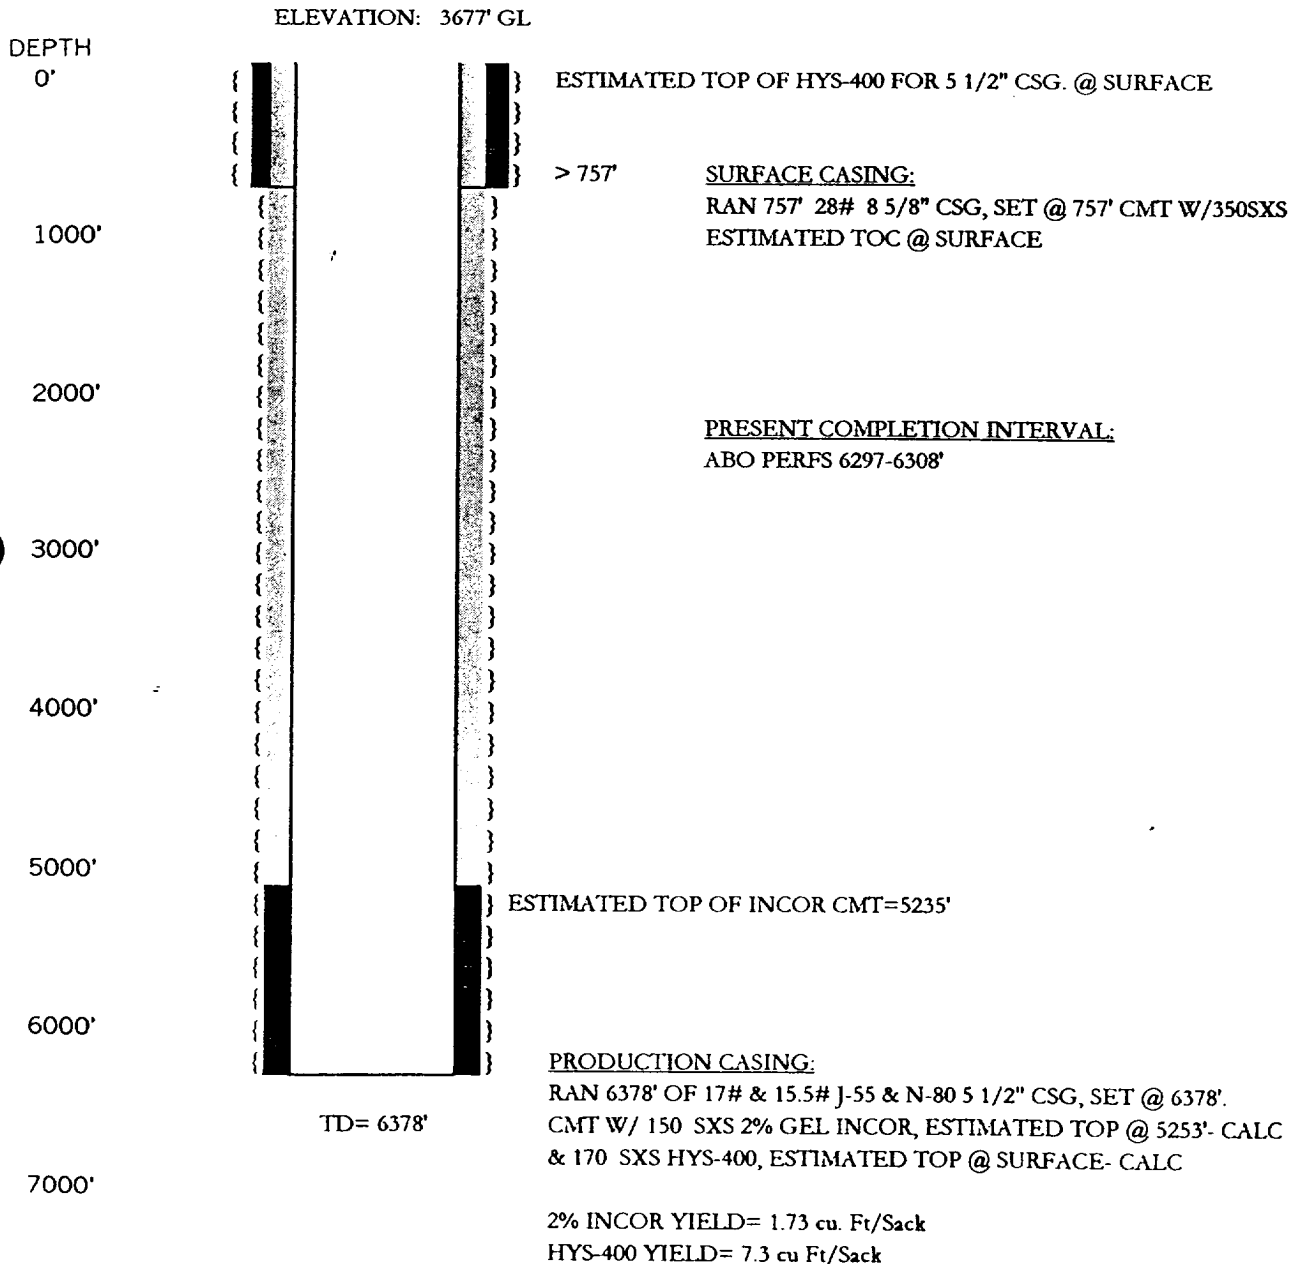 ELEVATION: 3677' GL
DEPTH
0'
ESTIMATED TOP OF HYS-400 FOR 5 1/2" CSG. @ SURFACE
> 757'
SURFACE CASING:
RAN 757' 28# 8 5/8" CSG, SET @ 757' CMT W/350SXS
1000'
ESTIMATED TOC @ SURFACE
2000'
PRESENT COMPLETION INTERVAL:
ABO PERFS 6297-6308'
3000'
4000'
5000'
ESTIMATED TOP OF INCOR CMT=5235'
6000'
PRODUCTION CASING:
RAN 6378' OF 17# & 15.5# J-55 & N-80 5 1/2" CSG, SET @ 6378'.
TD= 6378'
CMT W/ 150 SXS 2% GEL INCOR, ESTIMATED TOP @ 5253'- CALC
& 170 SXS HYS-400, ESTIMATED TOP @ SURFACE- CALC
7000'
2% INCOR YIELD= 1.73 cu. Ft/Sack
HYS-400 YIELD= 7.3 cu Ft/Sack